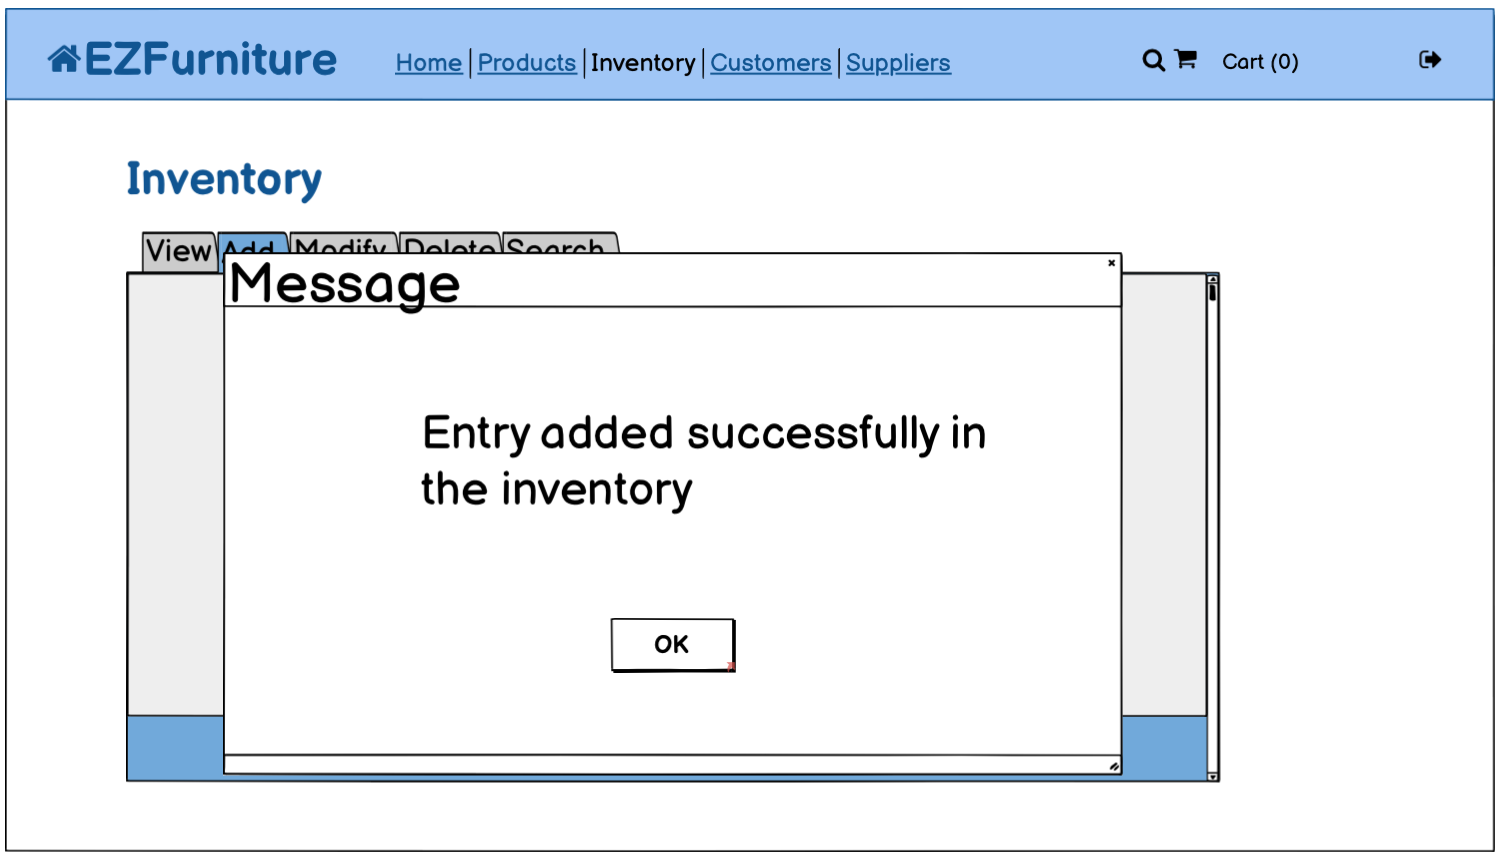 EZFurniture Home Products Inventory Customers Suppliers Cart (0)
Inventory
View Add Modify Delete Search
Message
Entry added successfully in
the inventory
OK